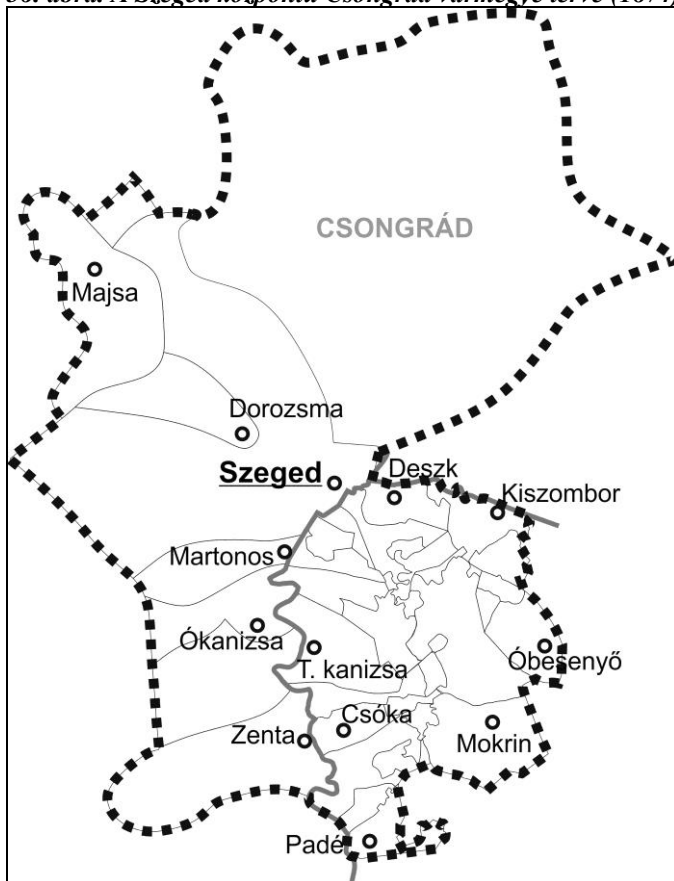 CSONGRÁD
Majsa
Dorozsma
Szeged
Deszk
Kiszombor
Martonos
Ókanizsa
T. kanizsa
Óbesenyő
Csóka
Zenta
Mokrin
Padé